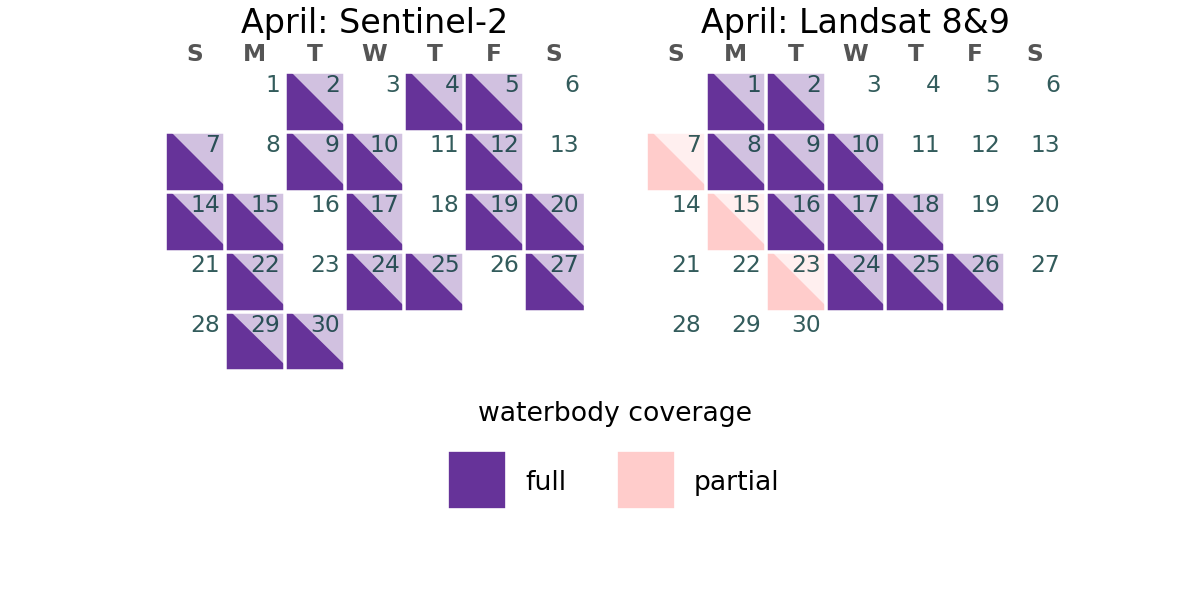 April: Sentinel-2
S M T W T F S
1 2 3 4 5 6
7 8 9 10 11 12 13
14 15 16 17 18 19 20
21 22 23 24 25 26 27
28 29 30
April: Landsat 8&9
S M T W T F S
1 2 3 4 5 6
7 8 9 10 11 12 13
14 15 16 17 18 19 20
21 22 23 24 25 26 27
28 29 30
waterbody coverage
full partial